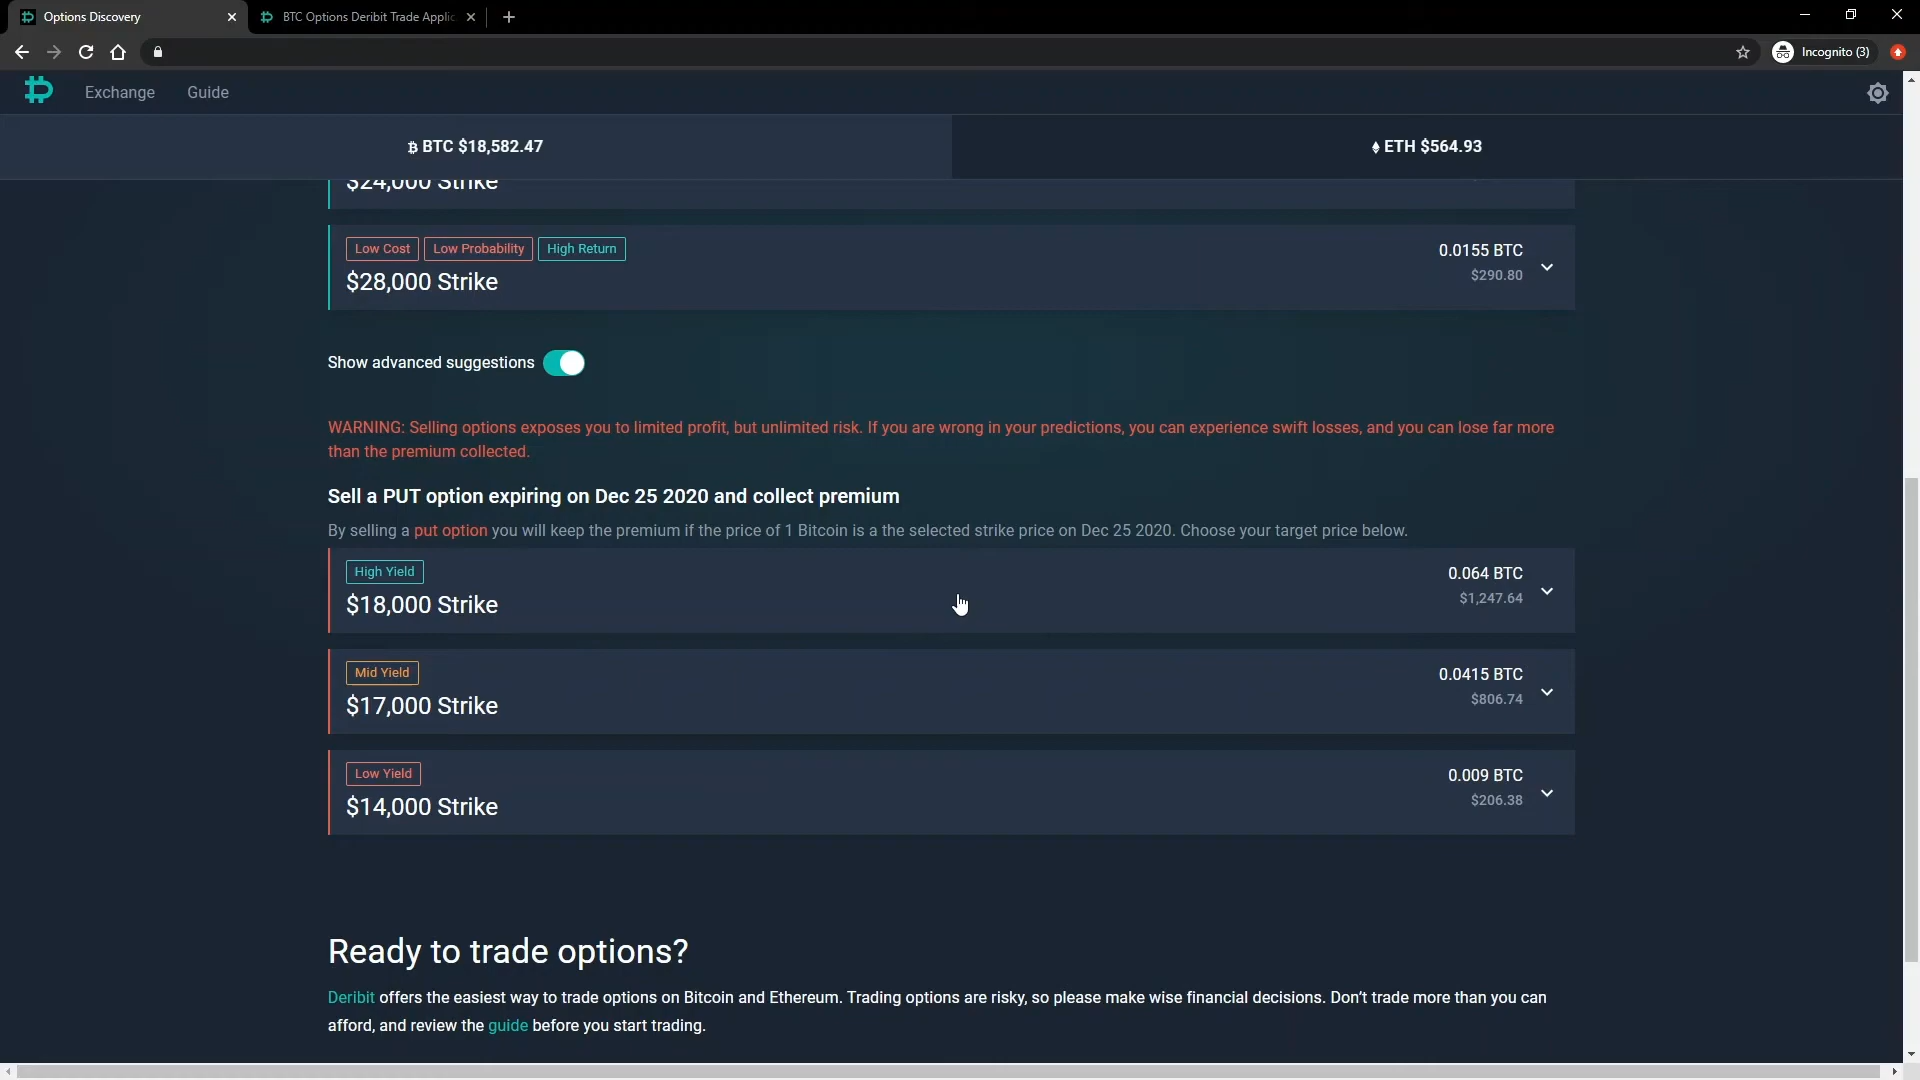 Options Discovery
BTC Options Deribit Trade Applic
Incognito (3)
Exchange
Guide
BTC $18,582.47
ETH $564.93
$24,000 Strike
Low Cost
Low Probability
High Return
0.0155 BTC
$28,000 Strike
$290.80
Show advanced suggestions
WARNING: Selling options exposes you to limited profit, but unlimited risk. If you are wrong in your predictions, you can experience swift losses, and you can lose far more
than the premium collected.
Sell a PUT option expiring on Dec 25 2020 and collect premium
By selling a put option you will keep the premium if the price of 1 Bitcoin is a the selected strike price on Dec 25 2020. Choose your target price below.
High Yield
0.064 BTC
$18,000 Strike
$1,247.64
Mid Yield
0.0415 BTC
$17,000 Strike
$806.74
Low Yield
0.009 BTC
$14,000 Strike
$206.38
Ready to trade options?
Deribit offers the easiest way to trade options on Bitcoin and Ethereum. Trading options are risky, so please make wise financial decisions. Don't trade more than you can
afford, and review the guide before you start trading.